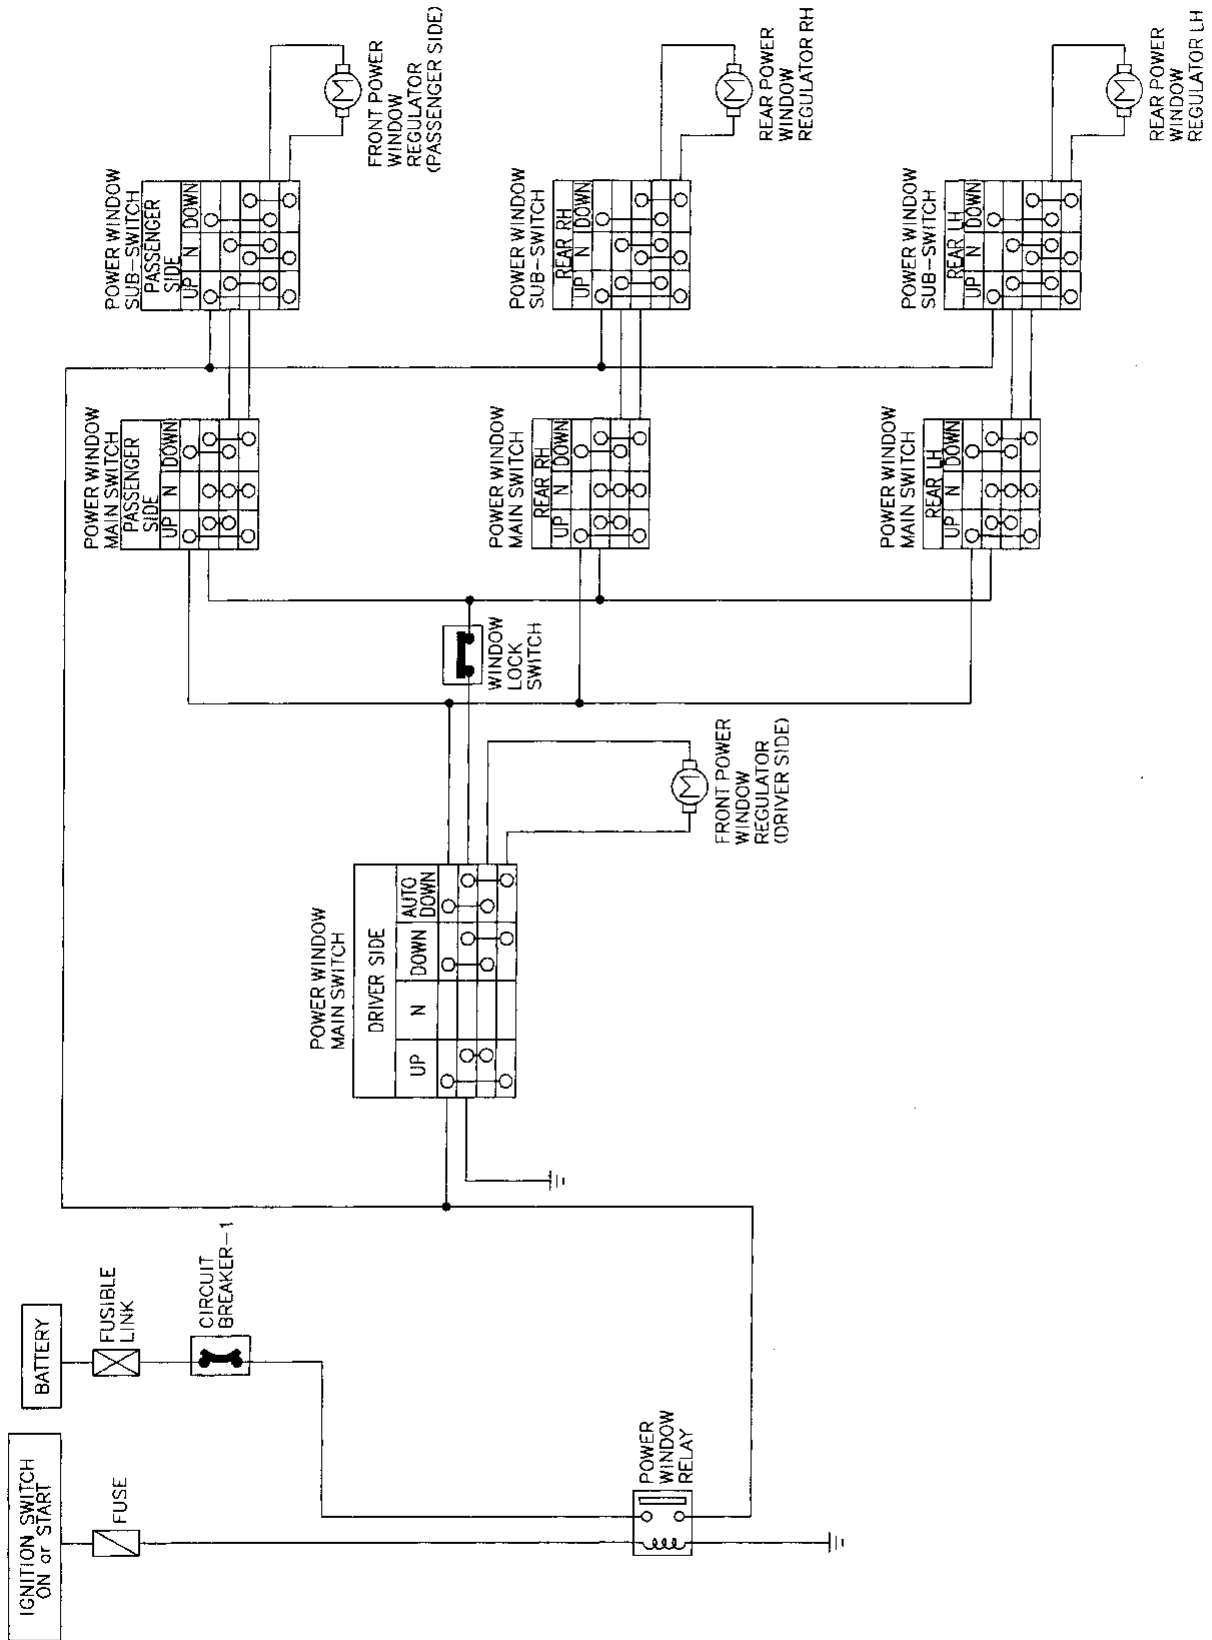 IGNITION SWITCH
ON or START
FUSE
BATTERY
FUSIBLE
LINK
CIRCUIT
BREAKER-1
POWER
WINDOW
RELAY
POWER WINDOW
MAIN SWITCH
DRIVER SIDE
UP N DOWN AUTO
DOWN
FRONT POWER
WINDOW
REGULATOR
(DRIVER SIDE)
M
WINDOW
LOCK
SWITCH
POWER WINDOW
MAIN SWITCH
PASSENGER
SIDE
UP N DOWN
POWER WINDOW
SUB-SWITCH
PASSENGER
SIDE
UP N DOWN
M
FRONT POWER
WINDOW
REGULATOR
(PASSENGER SIDE)
POWER WINDOW
MAIN SWITCH
REAR RH
UP N DOWN
POWER WINDOW
SUB-SWITCH
REAR RH
UP N DOWN
M
REAR POWER
WINDOW
REGULATOR RH
POWER WINDOW
MAIN SWITCH
REAR LH
UP N DOWN
POWER WINDOW
SUB-SWITCH
REAR LH
UP N DOWN
M
REAR POWER
WINDOW
REGULATOR LH